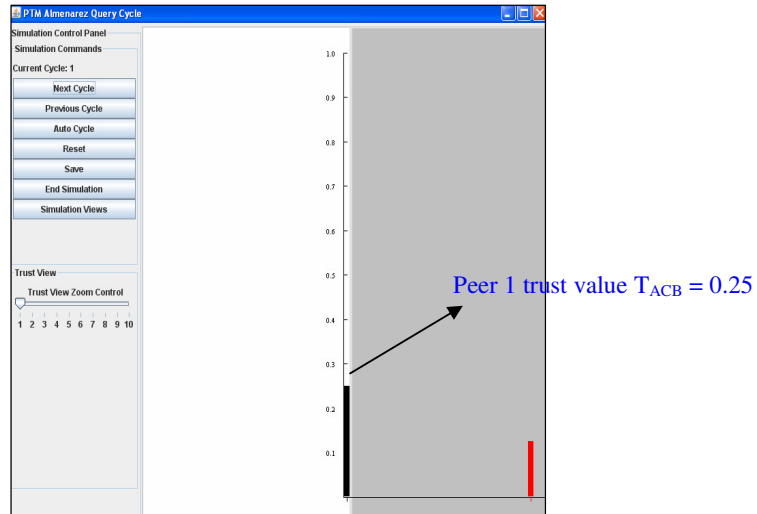 PTM Almenarez Query Cycle
Simulation Control Panel
Simulation Commands
Current Cycle: 1
Next Cycle
Previous Cycle
Auto Cycle
Reset
Save
End Simulation
Simulation Views
Trust View
Trust View Zoom Control
1 2 3 4 5 6 7 8 9 10
1.0
0.9
0.8
0.7
0.6
0.5
0.4
0.3
0.2
0.1
Peer 1 trust value TACB = 0.25